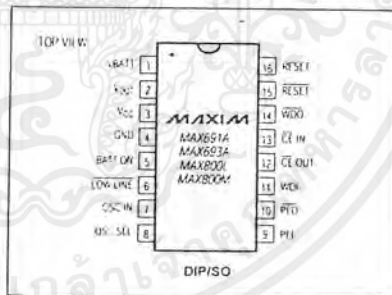 TOP VIEW
VBATT 1
VOUT 2
VCC 3
GND 4
BATT ON 5
LOW LINE 6
OSC IN 7
OSC SEL 8
MAXIM
MAX691A
MAX693A
MAX800L
MAX800M
16 RESET
15 RESET
14 WDO
13 CE IN
12 CE OUT
11 WDI
10 PFO
9 PFI
DIP/SO